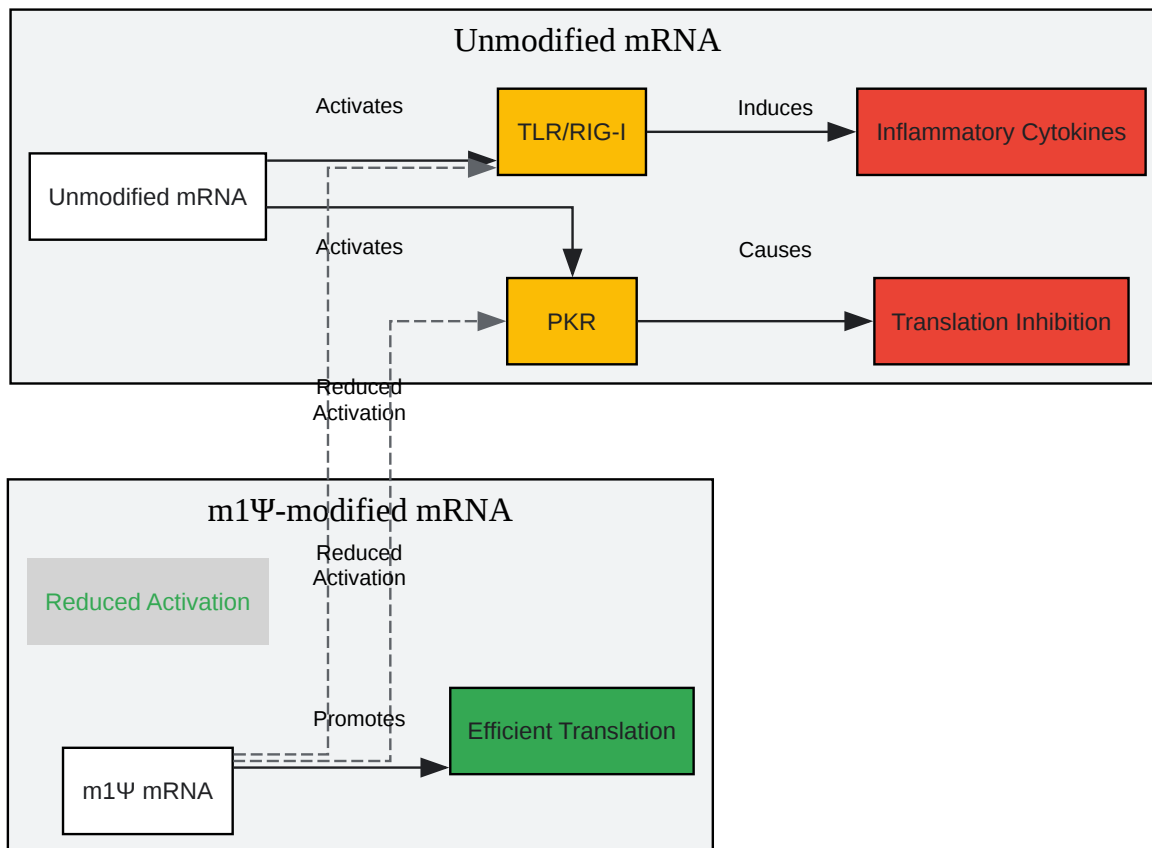 Unmodified mRNA
Activates
TLR/RIG-I
Induces
Inflammatory Cytokines
Unmodified mRNA
Activates
Causes
PKR
Translation Inhibition
Reduced
Activation
m1Ψ-modified mRNA
Reduced
Activation
Reduced Activation
Promotes
Efficient Translation
m1Ψ mRNA